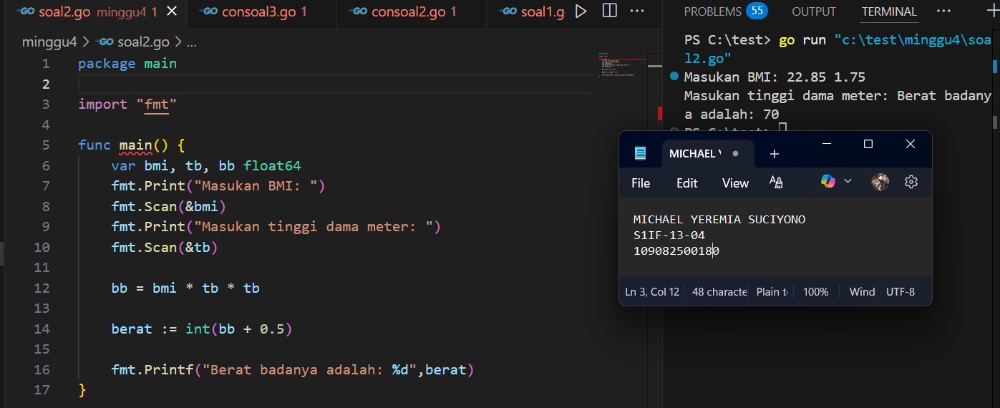 soal2.go minggu4 1
consoal3.go 1
consoal2.go 1
soal1.g
minggu4 > soal2.go > ...
1 package main
2
3 import "fmt"
4
5 func main() {
6 var bmi, tb, bb float64
7 fmt.Print("Masukan BMI: ")
8 fmt.Scan(&bmi)
9 fmt.Print("Masukan tinggi dama meter: ")
10 fmt.Scan(&tb)
11
12 bb = bmi * tb * tb
13
14 berat := int(bb + 0.5)
15
16 fmt.Printf("Berat badanya adalah: %d",berat)
17 }
PROBLEMS 55 OUTPUT TERMINAL ...
PS C:\test> go run "c:\test\minggu4\soa
l2.go"
Masukan BMI: 22.85 1.75
Masukan tinggi dama meter: Berat badany
a adalah: 70
PS C:\test>
MICHAEL Y
File Edit View
MICHAEL YEREMIA SUCIYONO
S1IF-13-04
109082500180
Ln 3, Col 12 48 characte Plain t 100% Wind UTF-8